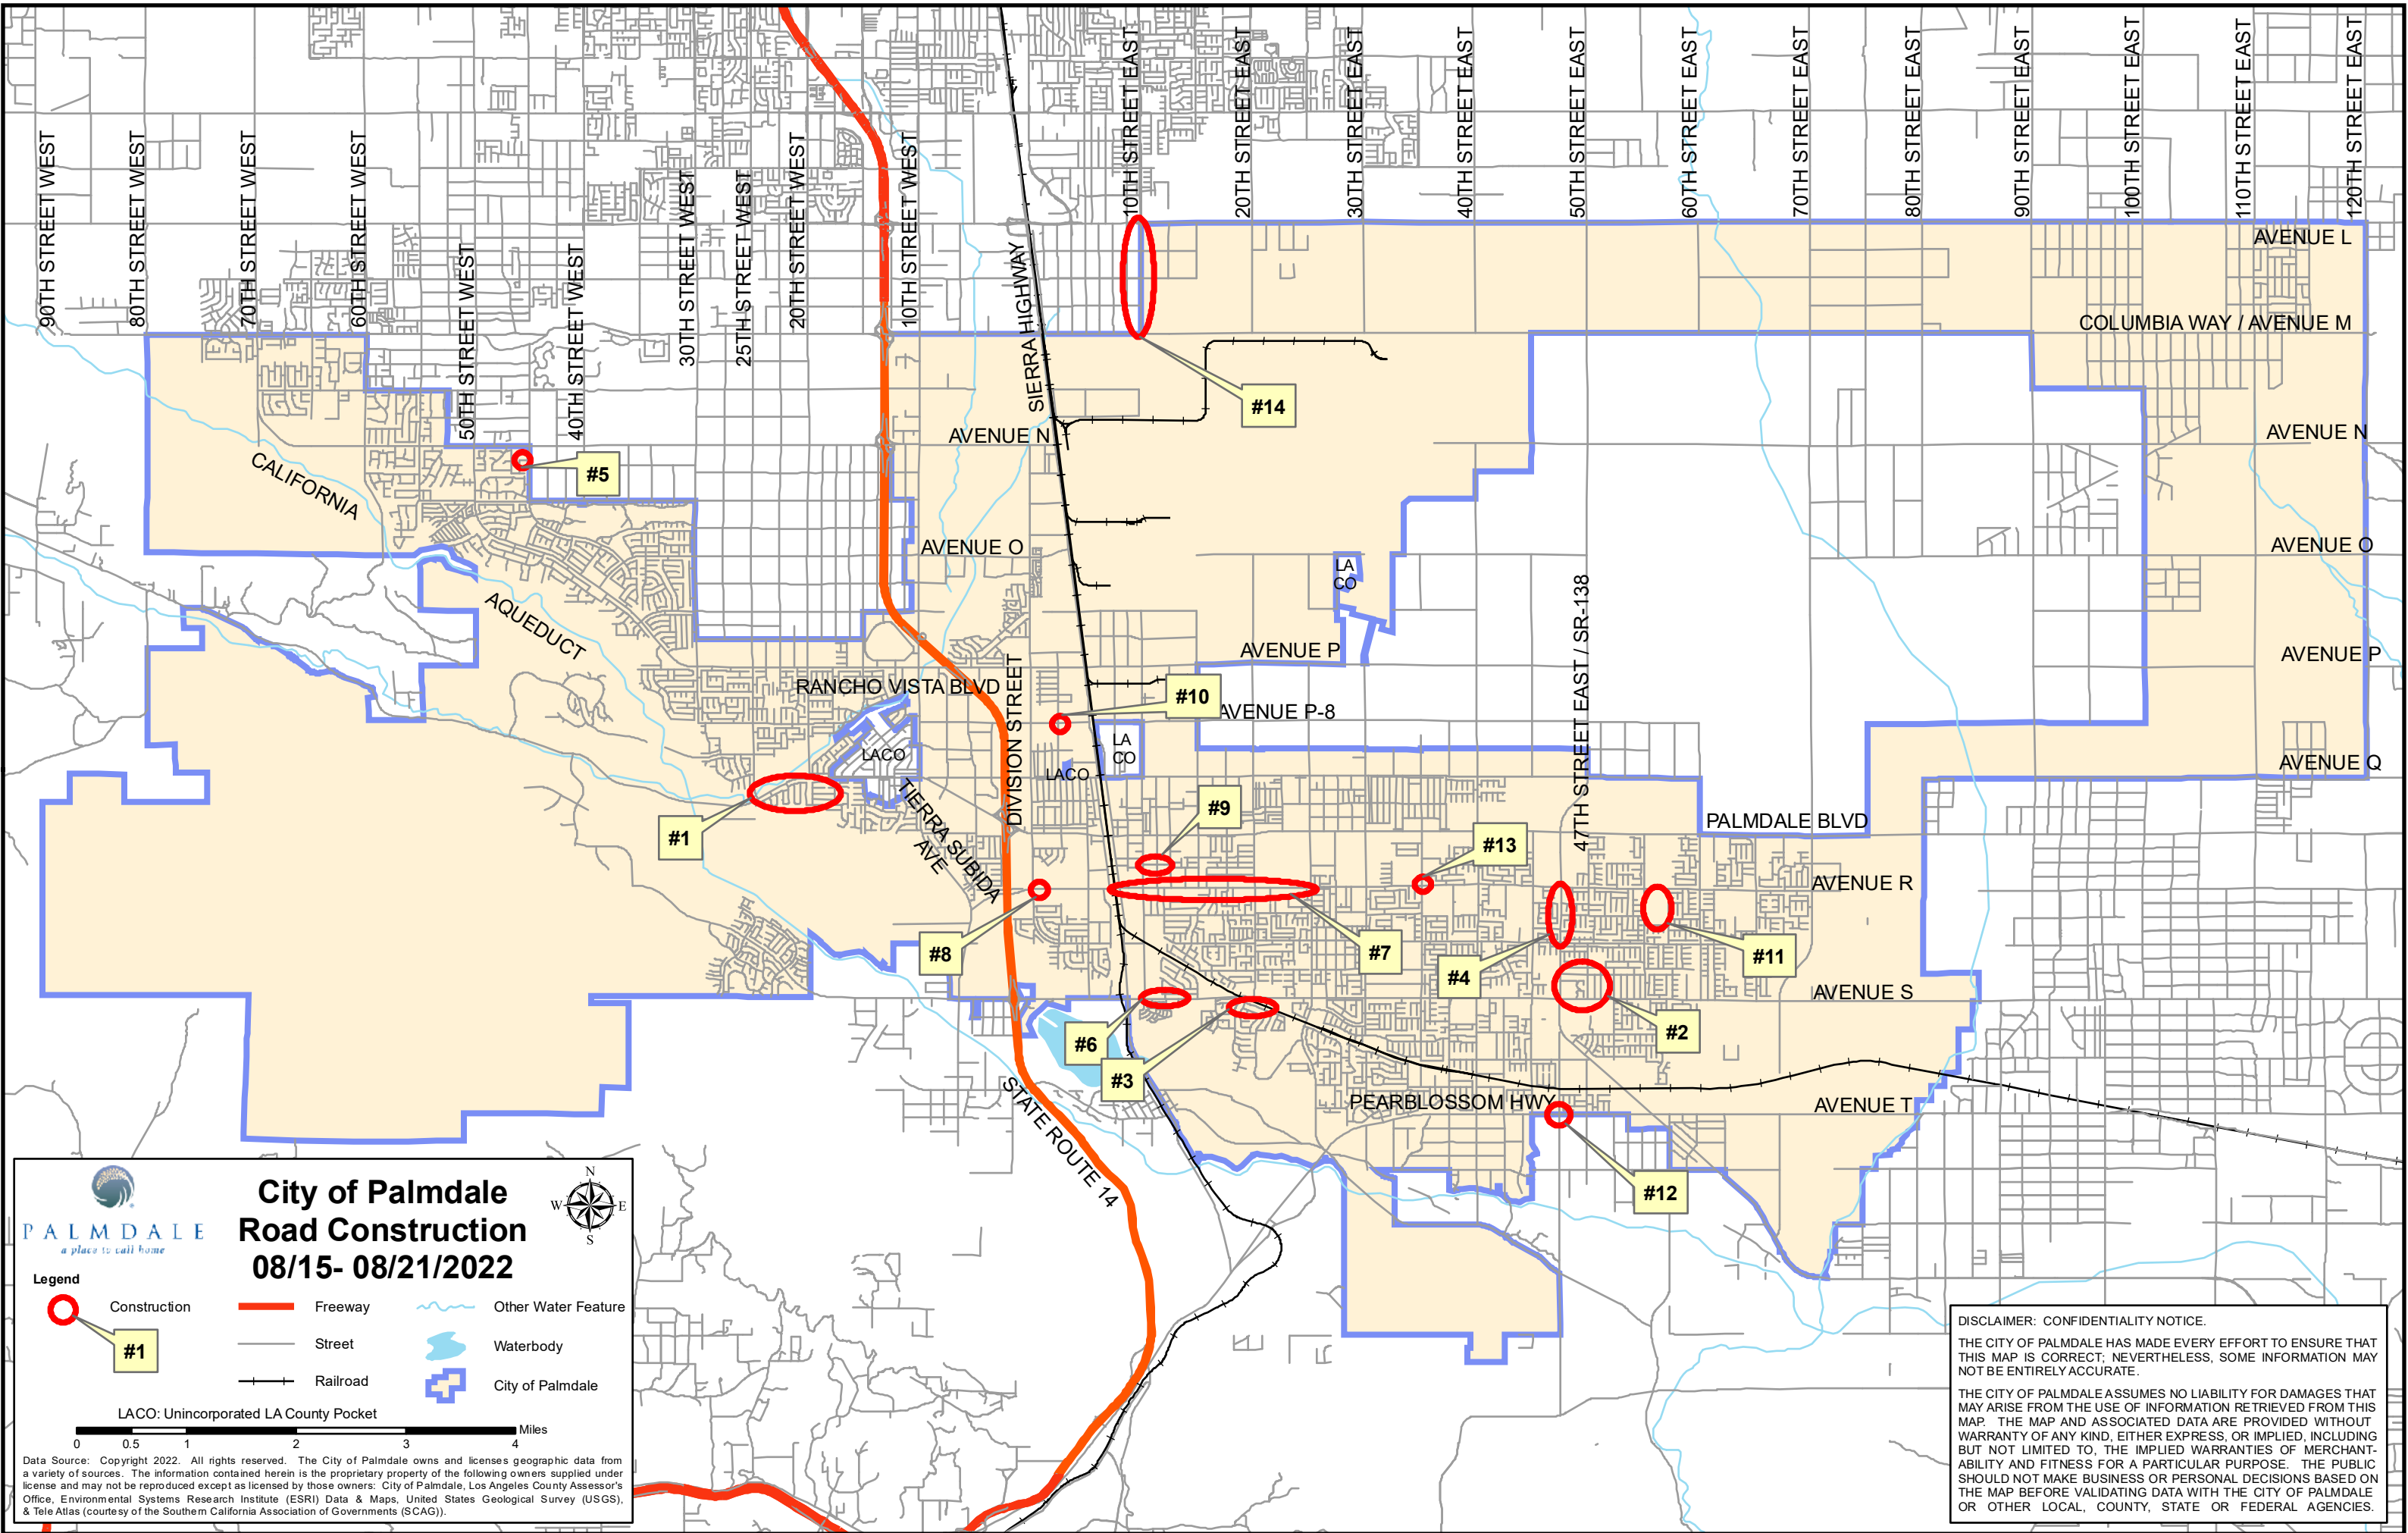 10TH STREET EAST
20TH STREET EAST
30TH STREET EAST
40TH STREET EAST
50TH STREET EAST
60TH STREET EAST
70TH STREET EAST
80TH STREET EAST
90TH STREET EAST
100TH STREET EAST
110TH STREET EAST
120TH STREET EAST
90TH STREET WEST
80TH STREET WEST
70TH STREET WEST
60TH STREET WEST
50TH STREET WEST
40TH STREET WEST
30TH STREET WEST
25TH STREET WEST
20TH STREET WEST
10TH STREET WEST
SIERRA HIGHWAY
AVENUE L
COLUMBIA WAY / AVENUE M
#14
AVENUE N
AVENUE N
#5
CALIFORNIA
AVENUE O
AVENUE O
LA
CO
AQUEDUCT
47TH STREET EAST / SR-138
AVENUE P
AVENUE P
RANCHO VISTA BLVD
DIVISION STREET
#10
AVENUE P-8
LACO
LA
CO
LACO
AVENUE Q
TIERRA SUBIDA
AVE
#9
#1
PALMDALE BLVD
#13
AVENUE R
#8
#7
#4
#11
AVENUE S
#6
#2
#3
STATE ROUTE 14
PEARBLOSSOM HWY
AVENUE T
#12
PALMDALE
a place to call home
City of Palmdale
Road Construction
08/15- 08/21/2022
N
W
E
S
Legend
Construction
#1
Freeway
Street
Railroad
Other Water Feature
Waterbody
City of Palmdale
LACO: Unincorporated LA County Pocket
Miles
0 0.5 1 2 3 4
Data Source: Copyright 2022. All rights reserved. The City of Palmdale owns and licenses geographic data from
a variety of sources. The information contained herein is the proprietary property of the following owners supplied under
license and may not be reproduced except as licensed by those owners: City of Palmdale, Los Angeles County Assessor's
Office, Environmental Systems Research Institute (ESRI) Data & Maps, United States Geological Survey (USGS),
& Tele Atlas (courtesy of the Southern California Association of Governments (SCAG)).
DISCLAIMER: CONFIDENTIALITY NOTICE.
THE CITY OF PALMDALE HAS MADE EVERY EFFORT TO ENSURE THAT
THIS MAP IS CORRECT; NEVERTHELESS, SOME INFORMATION MAY
NOT BE ENTIRELY ACCURATE.
THE CITY OF PALMDALE ASSUMES NO LIABILITY FOR DAMAGES THAT
MAY ARISE FROM THE USE OF INFORMATION RETRIEVED FROM THIS
MAP. THE MAP AND ASSOCIATED DATA ARE PROVIDED WITHOUT
WARRANTY OF ANY KIND, EITHER EXPRESS, OR IMPLIED, INCLUDING
BUT NOT LIMITED TO, THE IMPLIED WARRANTIES OF MERCHANT-
ABILITY AND FITNESS FOR A PARTICULAR PURPOSE. THE PUBLIC
SHOULD NOT MAKE BUSINESS OR PERSONAL DECISIONS BASED ON
THE MAP BEFORE VALIDATING DATA WITH THE CITY OF PALMDALE
OR OTHER LOCAL, COUNTY, STATE OR FEDERAL AGENCIES.